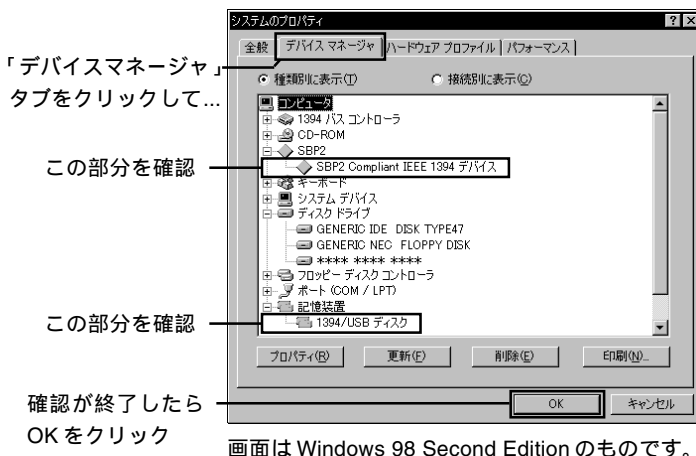 システムのプロパティ
全般 デバイス マネージャ ハードウェア プロファイル パフォーマンス
「デバイスマネージャ」
タブをクリックして...
種類別に表示(T) 接続別に表示(C)
コンピュータ
1394 バス コントローラ
CD-ROM
SBP2
この部分を確認
SBP2 Compliant IEEE 1394 デバイス
キーボード
システム デバイス
ディスク ドライブ
GENERIC IDE DISK TYPE47
GENERIC NEC FLOPPY DISK
**** **** ****
フロッピー ディスク コントローラ
ポート (COM / LPT)
記憶装置
この部分を確認
1394/USB ディスク
プロパティ(R) 更新(F) 削除(E) 印刷(N)...
確認が終了したら
OK をクリック
OK キャンセル
画面は Windows 98 Second Edition のものです。